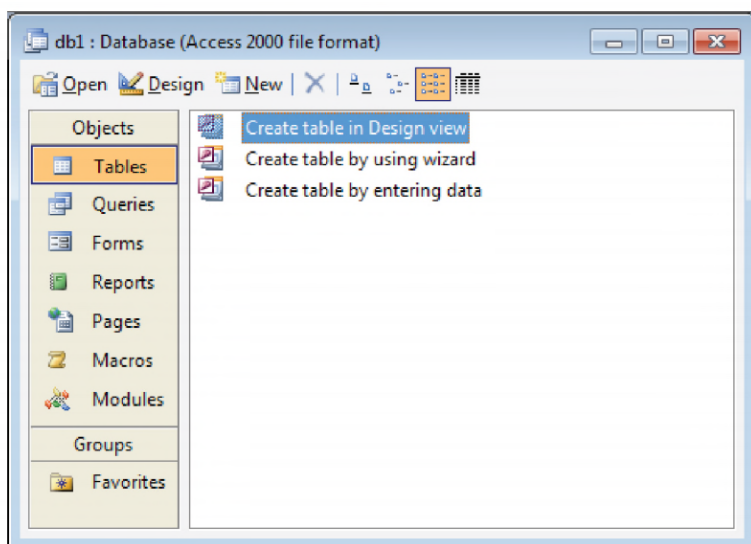 db1 : Database (Access 2000 file format)
Open Design New
Objects
Tables
Queries
Forms
Reports
Pages
Macros
Modules
Groups
Favorites
Create table in Design view
Create table by using wizard
Create table by entering data